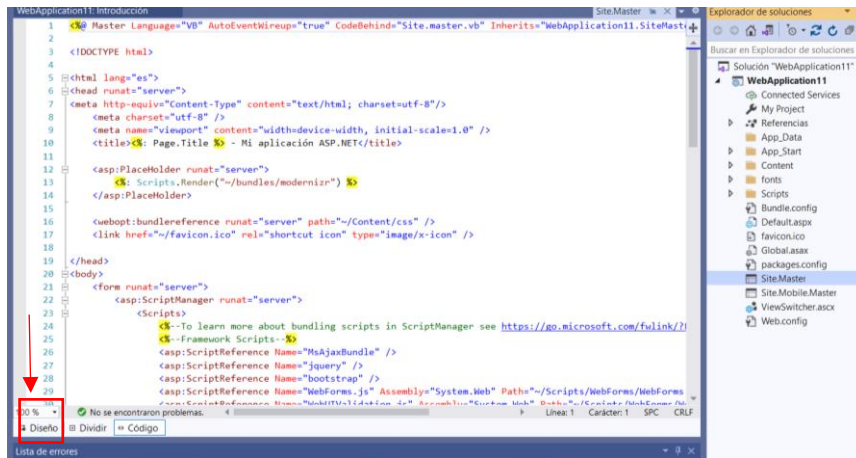 WebApplication11: Introducción
Site.Master
1 <%@ Master Language="VB" AutoEventWireup="true" CodeBehind="Site.master.vb" Inherits="WebApplication11.SiteMast
2
3 <!DOCTYPE html>
4
5 <html lang="es">
6 <head runat="server">
7 <meta http-equiv="Content-Type" content="text/html; charset=utf-8"/>
8 <meta charset="utf-8" />
9 <meta name="viewport" content="width=device-width, initial-scale=1.0" />
10 <title><%: Page.Title %> - Mi aplicación ASP.NET</title>
11
12 <asp:PlaceHolder runat="server">
13 <%: Scripts.Render("~/bundles/modernizr") %>
14 </asp:PlaceHolder>
15
16 <webopt:bundlereference runat="server" path="~/Content/css" />
17 <link href="~/favicon.ico" rel="shortcut icon" type="image/x-icon" />
18
19 </head>
20 <body>
21 <form runat="server">
22 <asp:ScriptManager runat="server">
23 <Scripts>
24 <%--To learn more about bundling scripts in ScriptManager see https://go.microsoft.com/fwlink/?
25 <%--Framework Scripts--%>
26 <asp:ScriptReference Name="MsAjaxBundle" />
27 <asp:ScriptReference Name="jquery" />
28 <asp:ScriptReference Name="bootstrap" />
29 <asp:ScriptReference Name="WebForms.js" Assembly="System.Web" Path="~/Scripts/WebForms/WebForms
<asp:ScriptReference Name="WebUIValidation.js" Assembly="System.Web" Path="~/Scripts/WebForms/
100 %
No se encontraron problemas.
Línea: 1 Carácter: 1 SPC CRLF
Diseño Dividir Código
Lista de errores
Explorador de soluciones
Buscar en Explorador de soluciones
Solución "WebApplication11"
WebApplication11
Connected Services
My Project
Referencias
App_Data
App_Start
Content
fonts
Scripts
Bundle.config
Default.aspx
favicon.ico
Global.asax
packages.config
Site.Master
Site.Mobile.Master
ViewSwitcher.ascx
Web.config